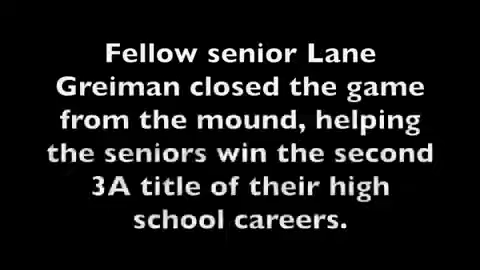 Fellow senior Lane
Greiman closed the game
from the mound, helping
the seniors win the second
3A title of their high
school careers.